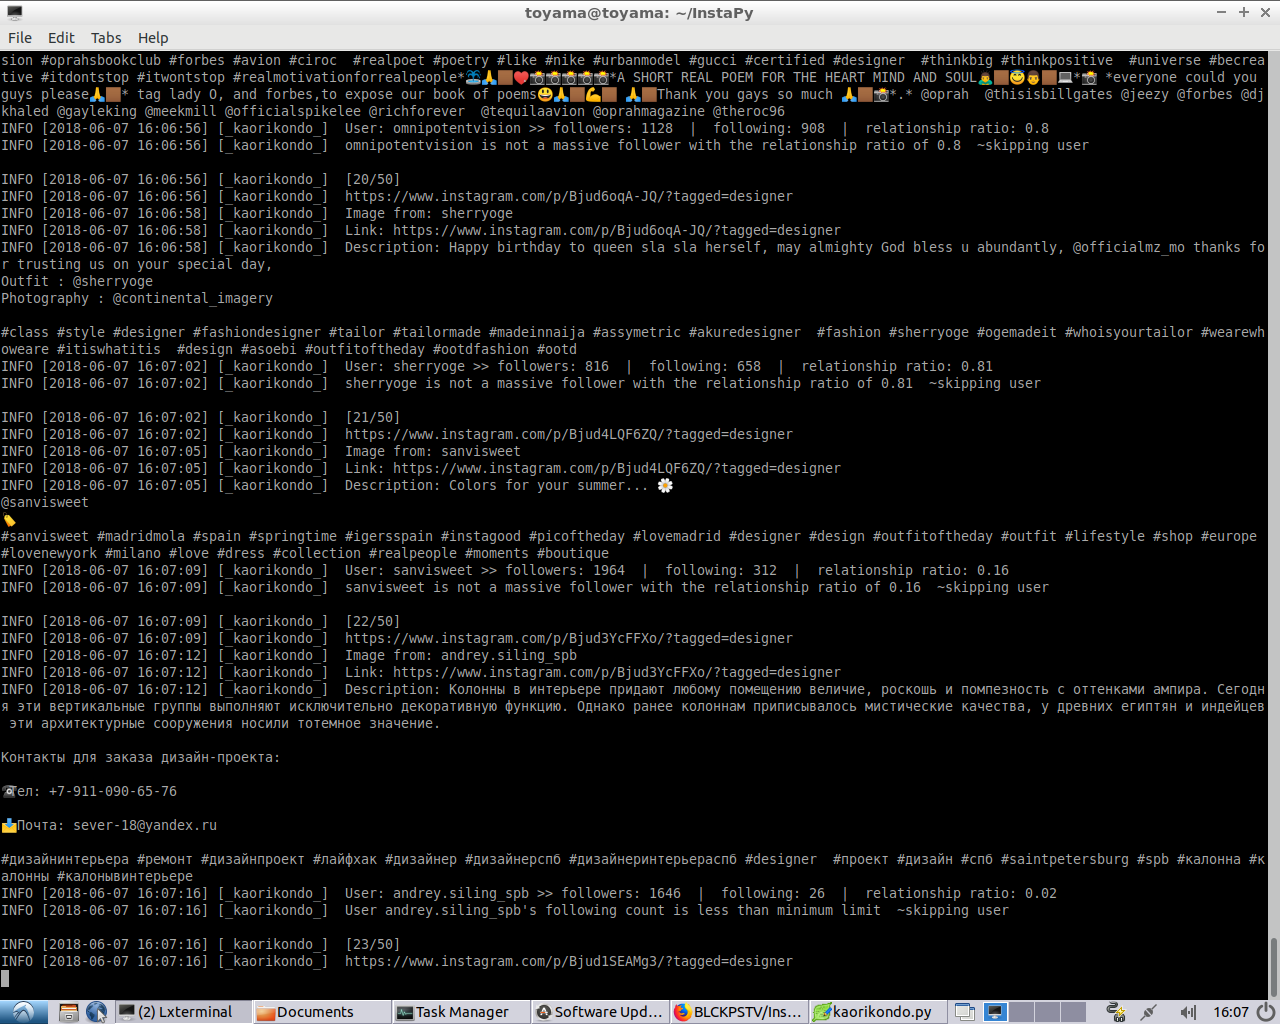 toyama@toyama: ~/InstaPy
File Edit Tabs Help
sion #oprahsbookclub #forbes #avion #ciroc  #realpoet #poetry #like #nike #urbanmodel #gucci #certified #designer  #thinkbig #thinkpositive  #universe #becrea
tive #itdontstop #itwontstop #realmotivationforrealpeople*🙏🏾❤️📸📸📸📸📸*A SHORT REAL POEM FOR THE HEART MIND AND SOUL💻*📸 *everyone could you
guys please🙏🏾* tag lady O, and forbes,to expose our book of poems😃🙏🏾💪🏾 🙏🏾Thank you gays so much 🙏🏾📸*.* @oprah  @thisisbillgates @jeezy @forbes @dj
khaled @gayleking @meekmill @officialspikelee @richforever  @tequilaavion @oprahmagazine @theroc96
INFO [2018-06-07 16:06:56] [_kaorikondo_]  User: omnipotentvision >> followers: 1128  |  following: 908  |  relationship ratio: 0.8
INFO [2018-06-07 16:06:56] [_kaorikondo_]  omnipotentvision is not a massive follower with the relationship ratio of 0.8  ~skipping user
INFO [2018-06-07 16:06:56] [_kaorikondo_]  [20/50]
INFO [2018-06-07 16:06:56] [_kaorikondo_]  https://www.instagram.com/p/Bjud6oqA-JQ/?tagged=designer
INFO [2018-06-07 16:06:58] [_kaorikondo_]  Image from: sherryoge
INFO [2018-06-07 16:06:58] [_kaorikondo_]  Link: https://www.instagram.com/p/Bjud6oqA-JQ/?tagged=designer
INFO [2018-06-07 16:06:58] [_kaorikondo_]  Description: Happy birthday to queen sla sla herself, may almighty God bless u abundantly, @officialmz_mo thanks fo
r trusting us on your special day,
Outfit : @sherryoge
Photography : @continental_imagery
#class #style #designer #fashiondesigner #tailor #tailormade #madeinnaija #assymetric #akuredesigner  #fashion #sherryoge #ogemadeit #whoisyourtailor #wearewh
oweare #itiswhatitis  #design #asoebi #outfitoftheday #ootdfashion #ootd
INFO [2018-06-07 16:07:02] [_kaorikondo_]  User: sherryoge >> followers: 816  |  following: 658  |  relationship ratio: 0.81
INFO [2018-06-07 16:07:02] [_kaorikondo_]  sherryoge is not a massive follower with the relationship ratio of 0.81  ~skipping user
INFO [2018-06-07 16:07:02] [_kaorikondo_]  [21/50]
INFO [2018-06-07 16:07:02] [_kaorikondo_]  https://www.instagram.com/p/Bjud4LQF6ZQ/?tagged=designer
INFO [2018-06-07 16:07:05] [_kaorikondo_]  Image from: sanvisweet
INFO [2018-06-07 16:07:05] [_kaorikondo_]  Link: https://www.instagram.com/p/Bjud4LQF6ZQ/?tagged=designer
INFO [2018-06-07 16:07:05] [_kaorikondo_]  Description: Colors for your summer... 🌼
@sanvisweet
🏷
#sanvisweet #madridmola #spain #springtime #igersspain #instagood #picoftheday #lovemadrid #designer #design #outfitoftheday #outfit #lifestyle #shop #europe
#lovenewyork #milano #love #dress #collection #realpeople #moments #boutique
INFO [2018-06-07 16:07:09] [_kaorikondo_]  User: sanvisweet >> followers: 1964  |  following: 312  |  relationship ratio: 0.16
INFO [2018-06-07 16:07:09] [_kaorikondo_]  sanvisweet is not a massive follower with the relationship ratio of 0.16  ~skipping user
INFO [2018-06-07 16:07:09] [_kaorikondo_]  [22/50]
INFO [2018-06-07 16:07:09] [_kaorikondo_]  https://www.instagram.com/p/Bjud3YcFFXo/?tagged=designer
INFO [2018-06-07 16:07:12] [_kaorikondo_]  Image from: andrey.siling_spb
INFO [2018-06-07 16:07:12] [_kaorikondo_]  Link: https://www.instagram.com/p/Bjud3YcFFXo/?tagged=designer
INFO [2018-06-07 16:07:12] [_kaorikondo_]  Description: Колонны в интерьере придают любому помещению величие, роскошь и помпезность с оттенками ампира. Сегодн
я эти вертикальные группы выполняют исключительно декоративную функцию. Однако ранее колоннам приписывалось мистические качества, у древних египтян и индейцев
эти архитектурные сооружения носили тотемное значение.
Контакты для заказа дизайн-проекта:
☎ел: +7-911-090-65-76
📩Почта: sever-18@yandex.ru
#дизайнинтерьера #ремонт #дизайнпроект #лайфхак #дизайнер #дизайнерспб #дизайнеринтерьераспб #designer  #проект #дизайн #спб #saintpetersburg #spb #калонна #к
алонны #калонывинтерьере
INFO [2018-06-07 16:07:16] [_kaorikondo_]  User: andrey.siling_spb >> followers: 1646  |  following: 26  |  relationship ratio: 0.02
INFO [2018-06-07 16:07:16] [_kaorikondo_]  User andrey.siling_spb's following count is less than minimum limit  ~skipping user
INFO [2018-06-07 16:07:16] [_kaorikondo_]  [23/50]
INFO [2018-06-07 16:07:16] [_kaorikondo_]  https://www.instagram.com/p/Bjud1SEAMg3/?tagged=designer
(2) Lxterminal Documents Task Manager Software Upd... BLCKPSTV/Ins... kaorikondo.py 16:07